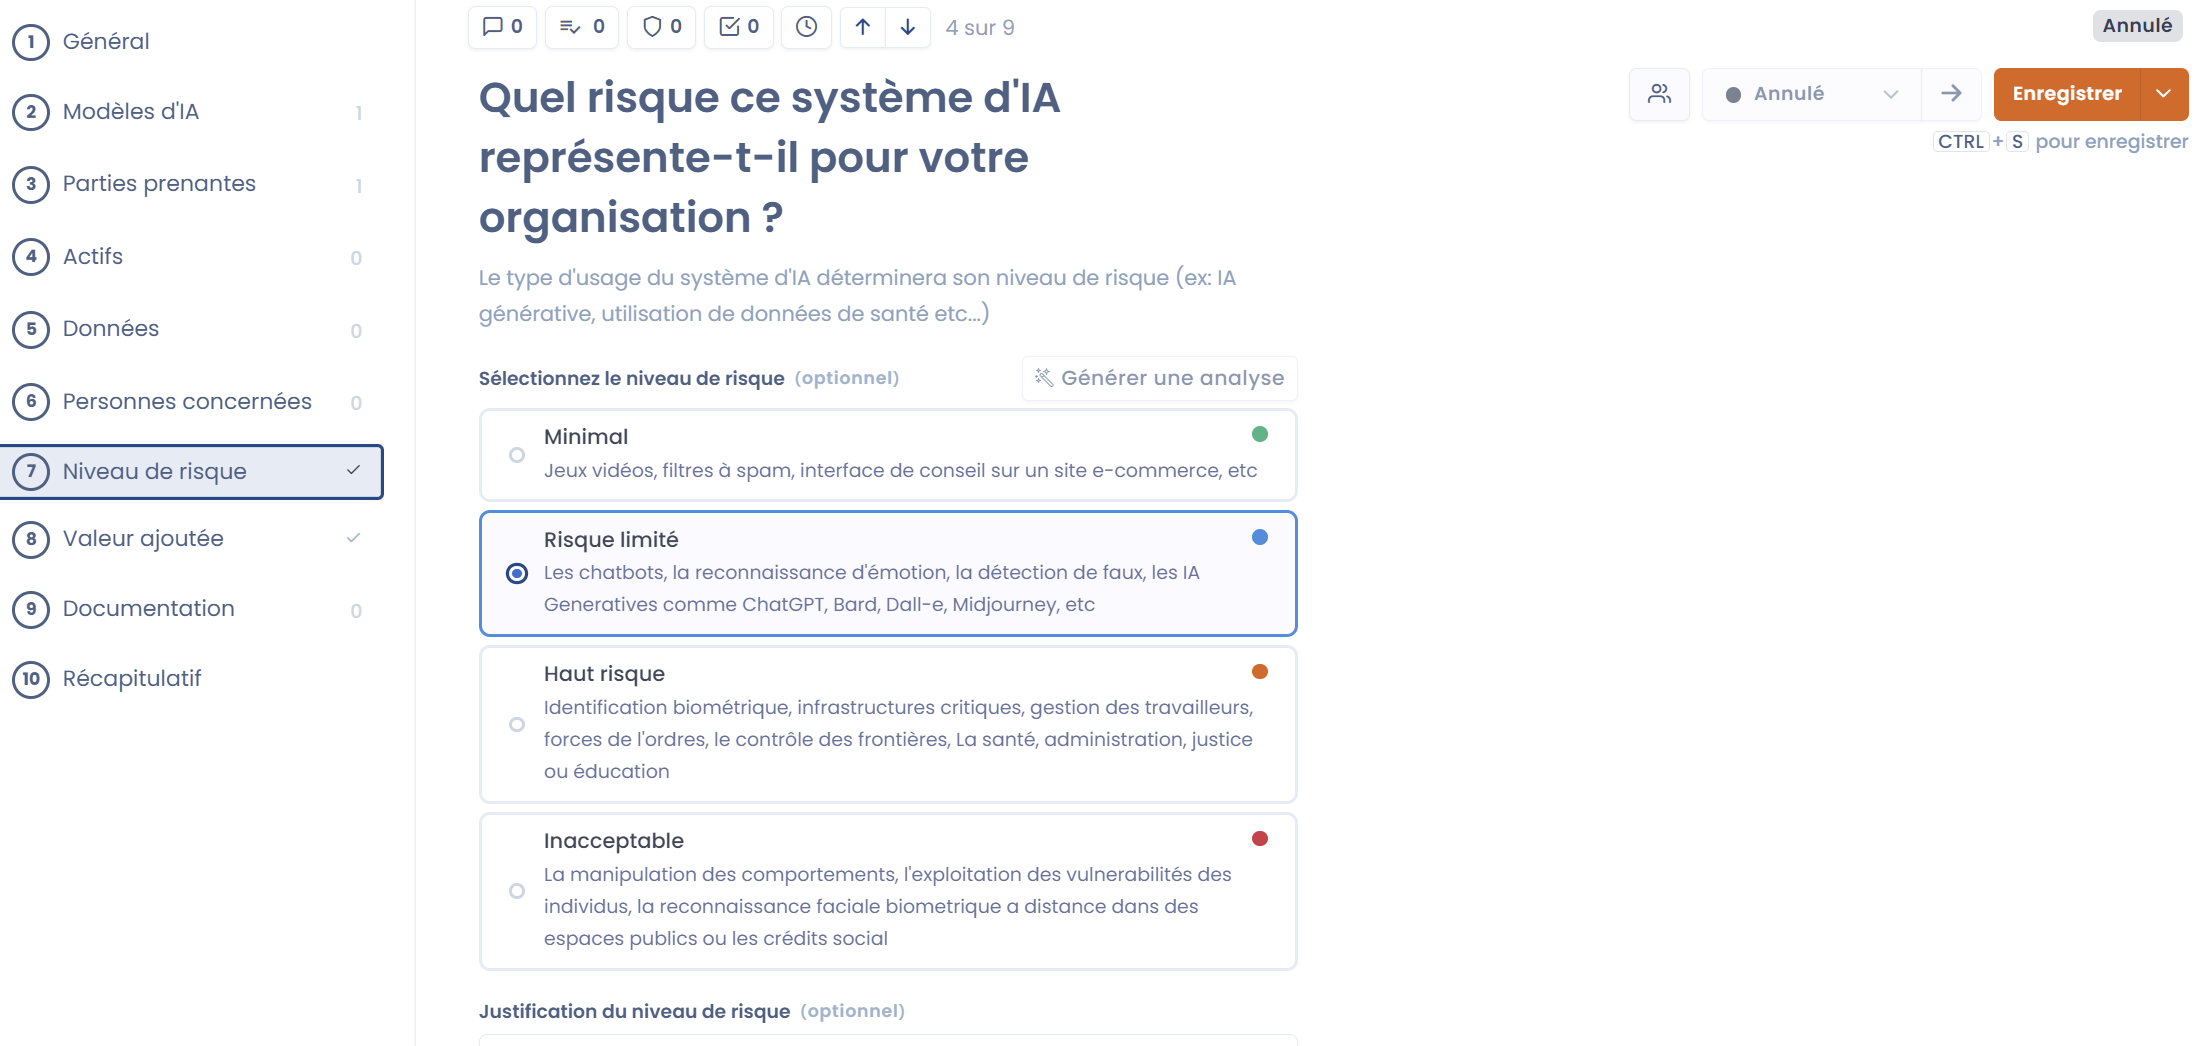 1 Général
2 Modèles d'IA 1
3 Parties prenantes 1
4 Actifs 0
5 Données 0
6 Personnes concernées 0
7 Niveau de risque
8 Valeur ajoutée
9 Documentation 0
10 Récapitulatif
0 0 0 0 4 sur 9
Annulé
Annulé
Enregistrer
CTRL + S pour enregistrer
Quel risque ce système d'IA
représente-t-il pour votre
organisation ?
Le type d'usage du système d'IA déterminera son niveau de risque (ex: IA
générative, utilisation de données de santé etc...)
Sélectionnez le niveau de risque (optionnel)
Générer une analyse
Minimal
Jeux vidéos, filtres à spam, interface de conseil sur un site e-commerce, etc
Risque limité
Les chatbots, la reconnaissance d'émotion, la détection de faux, les IA
Generatives comme ChatGPT, Bard, Dall-e, Midjourney, etc
Haut risque
Identification biométrique, infrastructures critiques, gestion des travailleurs,
forces de l'ordres, le contrôle des frontières, La santé, administration, justice
ou éducation
Inacceptable
La manipulation des comportements, l'exploitation des vulnerabilités des
individus, la reconnaissance faciale biometrique a distance dans des
espaces publics ou les crédits social
Justification du niveau de risque (optionnel)